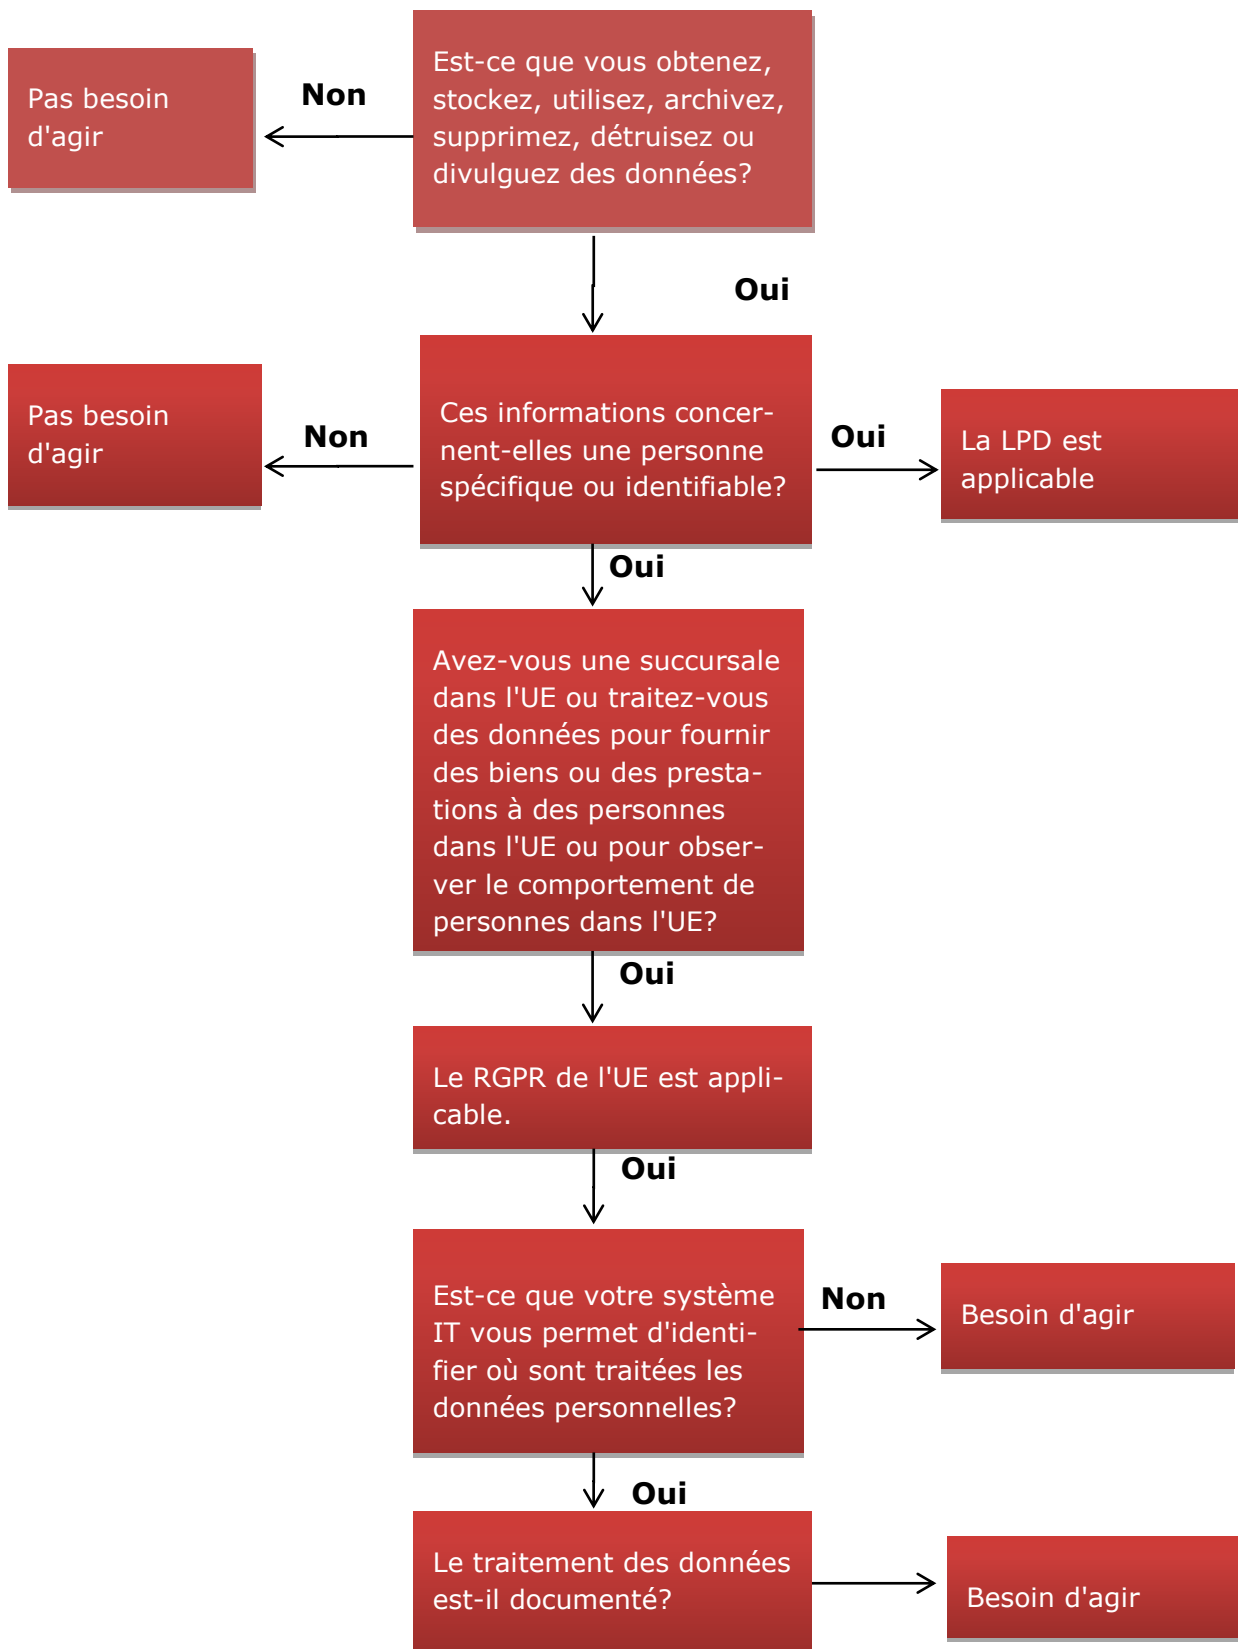 Est-ce que vous obtenez,
stockez, utilisez, archivez,
supprimez, détruisez ou
divulguez des données?
Non
Pas besoin
d'agir
Oui
Ces informations concer-
nent-elles une personne
spécifique ou identifiable?
Non
Pas besoin
d'agir
Oui
La LPD est
applicable
Oui
Avez-vous une succursale
dans l'UE ou traitez-vous
des données pour fournir
des biens ou des presta-
tions à des personnes
dans l'UE ou pour obser-
ver le comportement de
personnes dans l'UE?
Oui
Le RGPR de l'UE est appli-
cable.
Oui
Est-ce que votre système
IT vous permet d'identi-
fier où sont traitées les
données personnelles?
Non
Besoin d'agir
Oui
Le traitement des données
est-il documenté?
Besoin d'agir